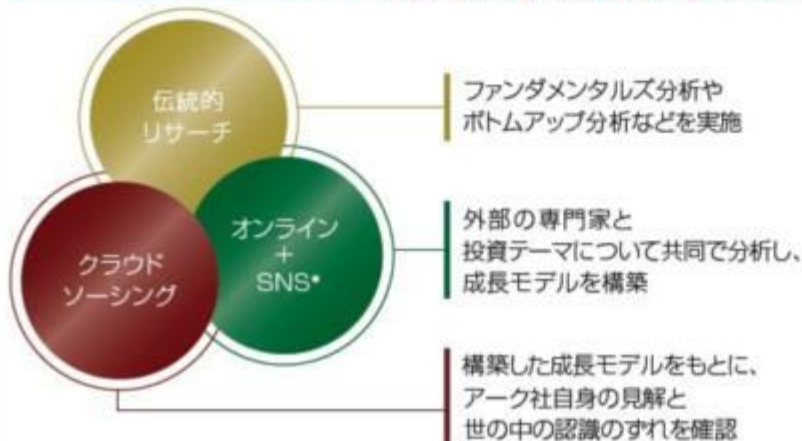 伝統的
リサーチ
ファンダメンタルズ分析や
ボトムアップ分析などを実施
オンライン
+
SNS*
外部の専門家と
投資テーマについて共同で分析し、
成長モデルを構築
クラウド
ソーシング
構築した成長モデルをもとに、
アーク社自身の見解と
世の中の認識のずれを確認